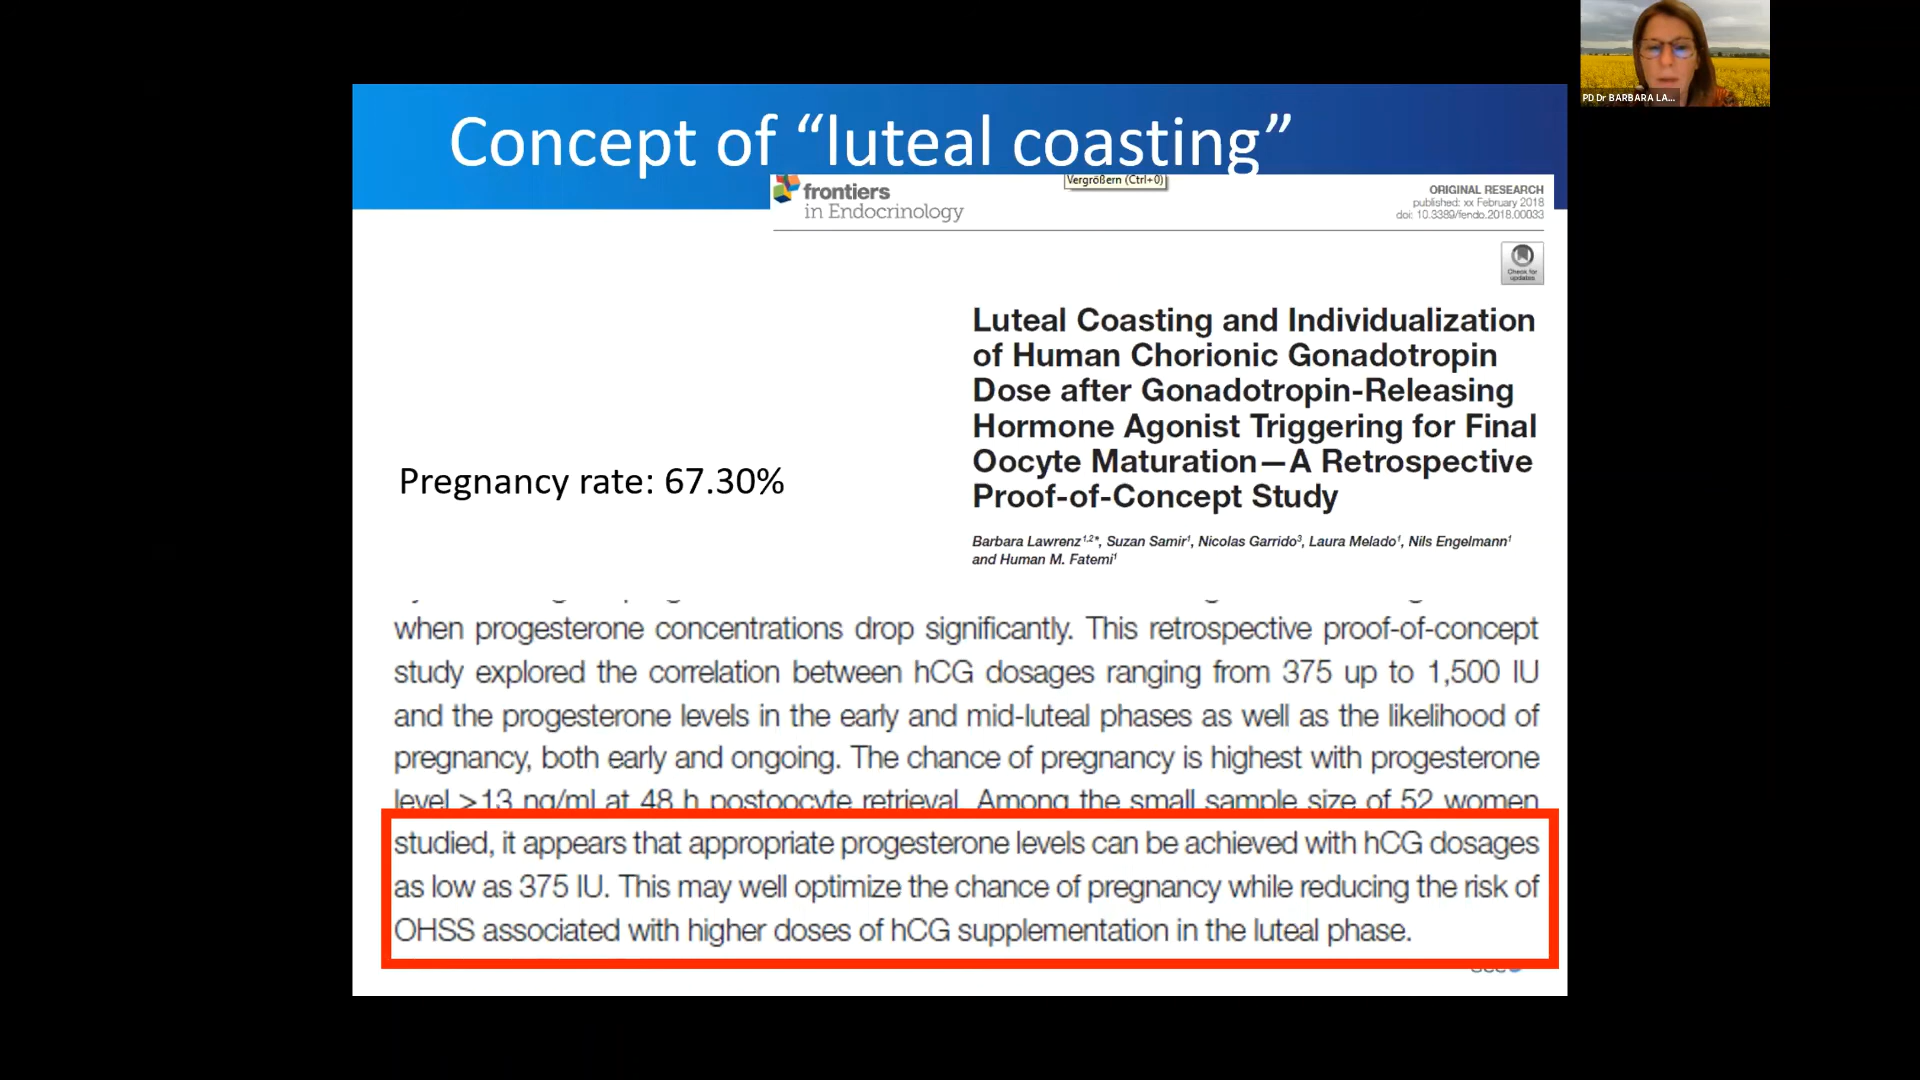 PD Dr BARBARA LA...
Concept of “luteal coasting”
Vergrößern (Ctrl+0)
frontiers
in Endocrinology
ORIGINAL RESEARCH
published: xx February 2018
doi: 10.3389/fendo.2018.00033
Check for
updates
Luteal Coasting and Individualization
of Human Chorionic Gonadotropin
Dose after Gonadotropin-Releasing
Hormone Agonist Triggering for Final
Oocyte Maturation—A Retrospective
Proof-of-Concept Study
Pregnancy rate: 67.30%
Barbara Lawrenz1,2*, Suzan Samir1, Nicolas Garrido3, Laura Melado1, Nils Engelmann1
and Human M. Fatemi1
when progesterone concentrations drop significantly. This retrospective proof-of-concept
study explored the correlation between hCG dosages ranging from 375 up to 1,500 IU
and the progesterone levels in the early and mid-luteal phases as well as the likelihood of
pregnancy, both early and ongoing. The chance of pregnancy is highest with progesterone
level >13 ng/ml at 48 h postoocyte retrieval. Among the small sample size of 52 women
studied, it appears that appropriate progesterone levels can be achieved with hCG dosages
as low as 375 IU. This may well optimize the chance of pregnancy while reducing the risk of
OHSS associated with higher doses of hCG supplementation in the luteal phase.